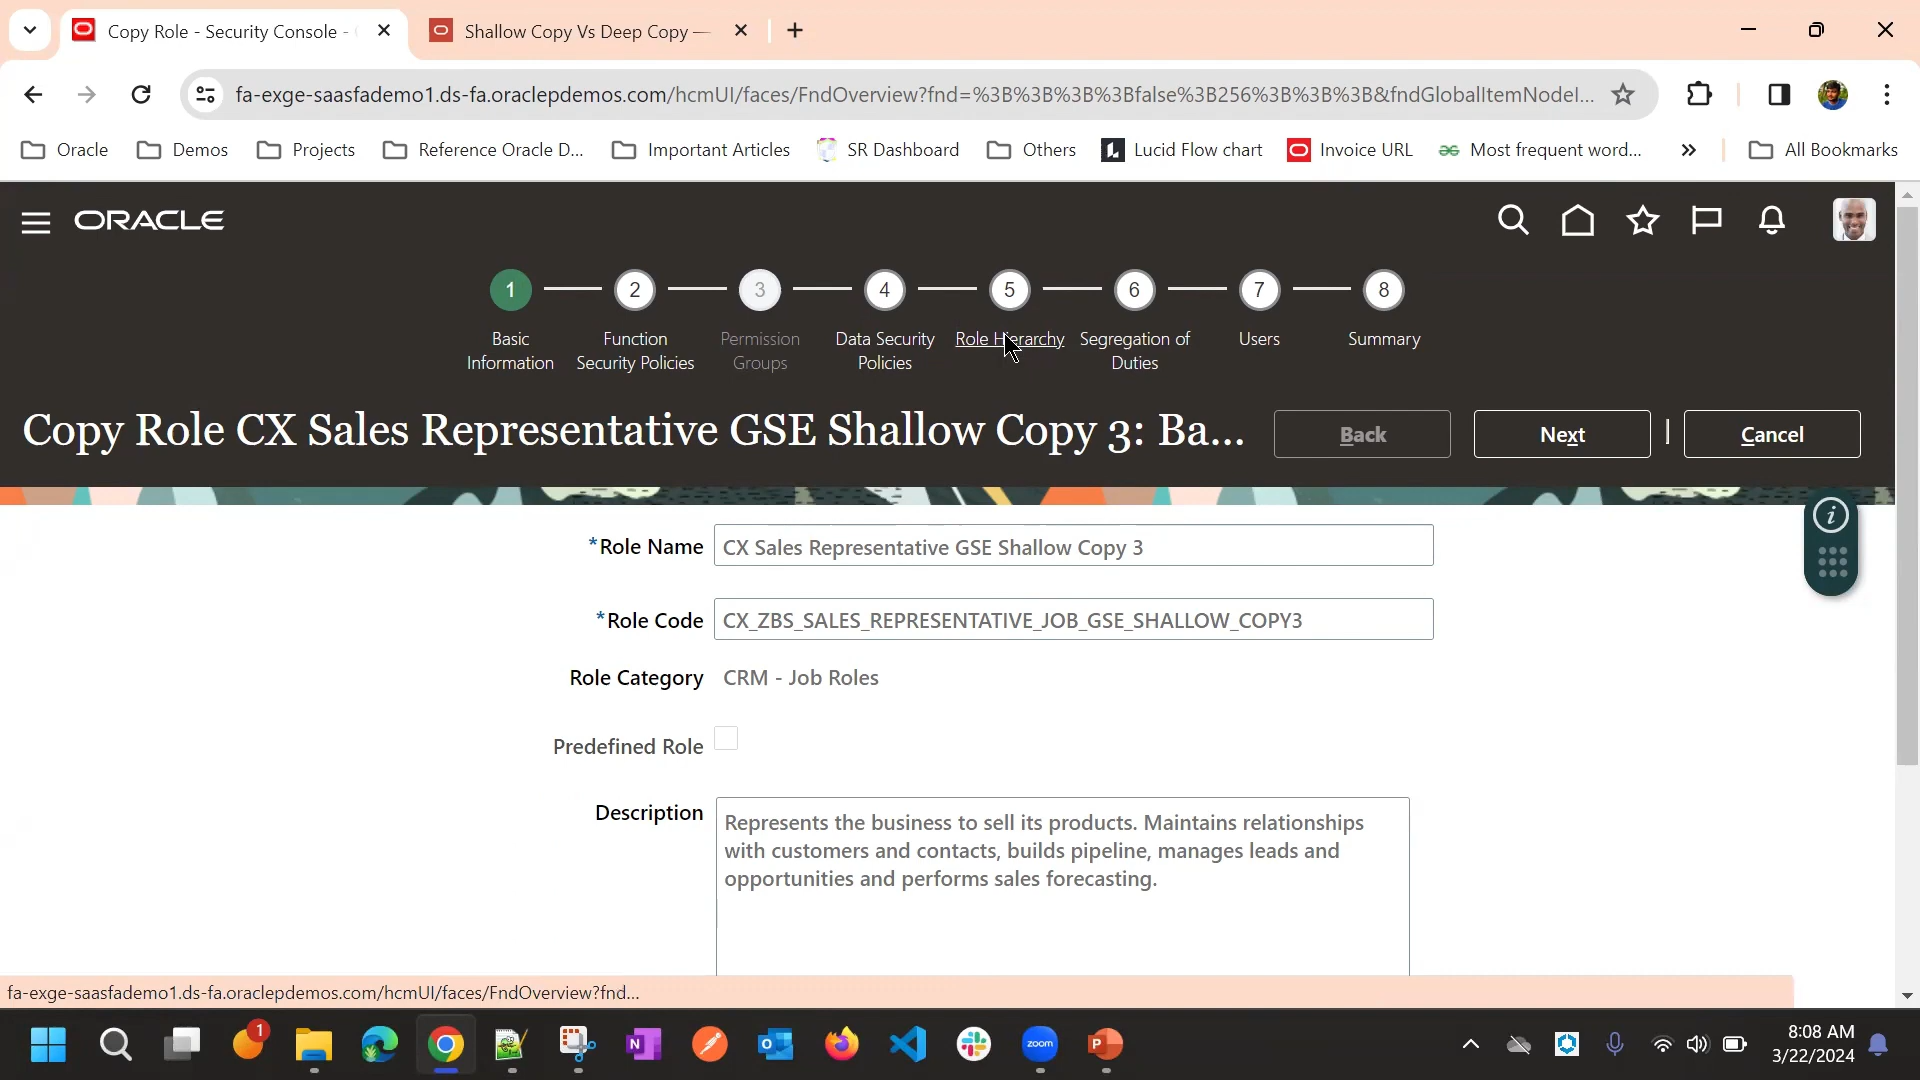 Copy Role - Security Console -
Shallow Copy Vs Deep Copy —
fa-exge-saasfademo1.ds-fa.oraclepdemos.com/hcmUI/faces/FndOverview?fnd=%3B%3B%3B%3Bfalse%3B256%3B%3B%3B&fndGlobalItemNodeI...
Oracle
Demos
Projects
Reference Oracle D...
Important Articles
SR Dashboard
Others
Lucid Flow chart
Invoice URL
Most frequent word...
»
All Bookmarks
ORACLE
1
2
3
4
5
6
7
8
Basic Information
Function Security Policies
Permission Groups
Data Security Policies
Role Hierarchy
Segregation of Duties
Users
Summary
Copy Role CX Sales Representative GSE Shallow Copy 3: Ba...
Back
Next
Cancel
*Role Name
CX Sales Representative GSE Shallow Copy 3
*Role Code
CX_ZBS_SALES_REPRESENTATIVE_JOB_GSE_SHALLOW_COPY3
Role Category
CRM - Job Roles
Predefined Role
Description
Represents the business to sell its products. Maintains relationships
with customers and contacts, builds pipeline, manages leads and
opportunities and performs sales forecasting.
fa-exge-saasfademo1.ds-fa.oraclepdemos.com/hcmUI/faces/FndOverview?fnd...
1
zoom
8:08 AM
3/22/2024